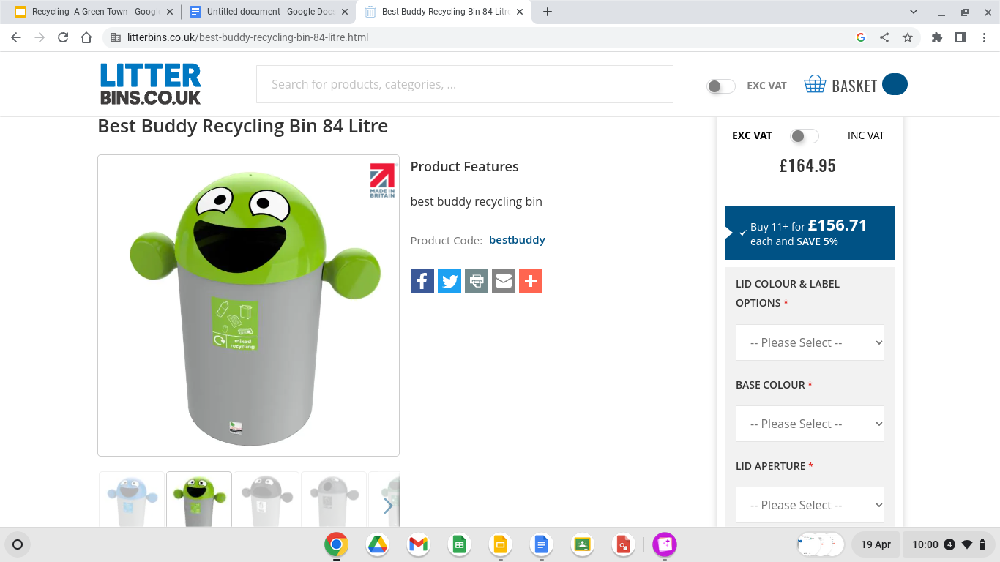 Recycling- A Green Town - Googl
Untitled document - Google Docs
Best Buddy Recycling Bin 84 Litre
litterbins.co.uk/best-buddy-recycling-bin-84-litre.html
LITTER
BINS.CO.UK
Search for products, categories, ...
EXC VAT
BASKET
Best Buddy Recycling Bin 84 Litre
MADE IN
BRITAIN
mixed
recycling
Product Features
best buddy recycling bin
Product Code: bestbuddy
EXC VAT INC VAT
£164.95
Buy 11+ for £156.71
each and SAVE 5%
LID COLOUR & LABEL
OPTIONS *
-- Please Select --
BASE COLOUR *
-- Please Select --
LID APERTURE *
-- Please Select --
19 Apr
10:00 4